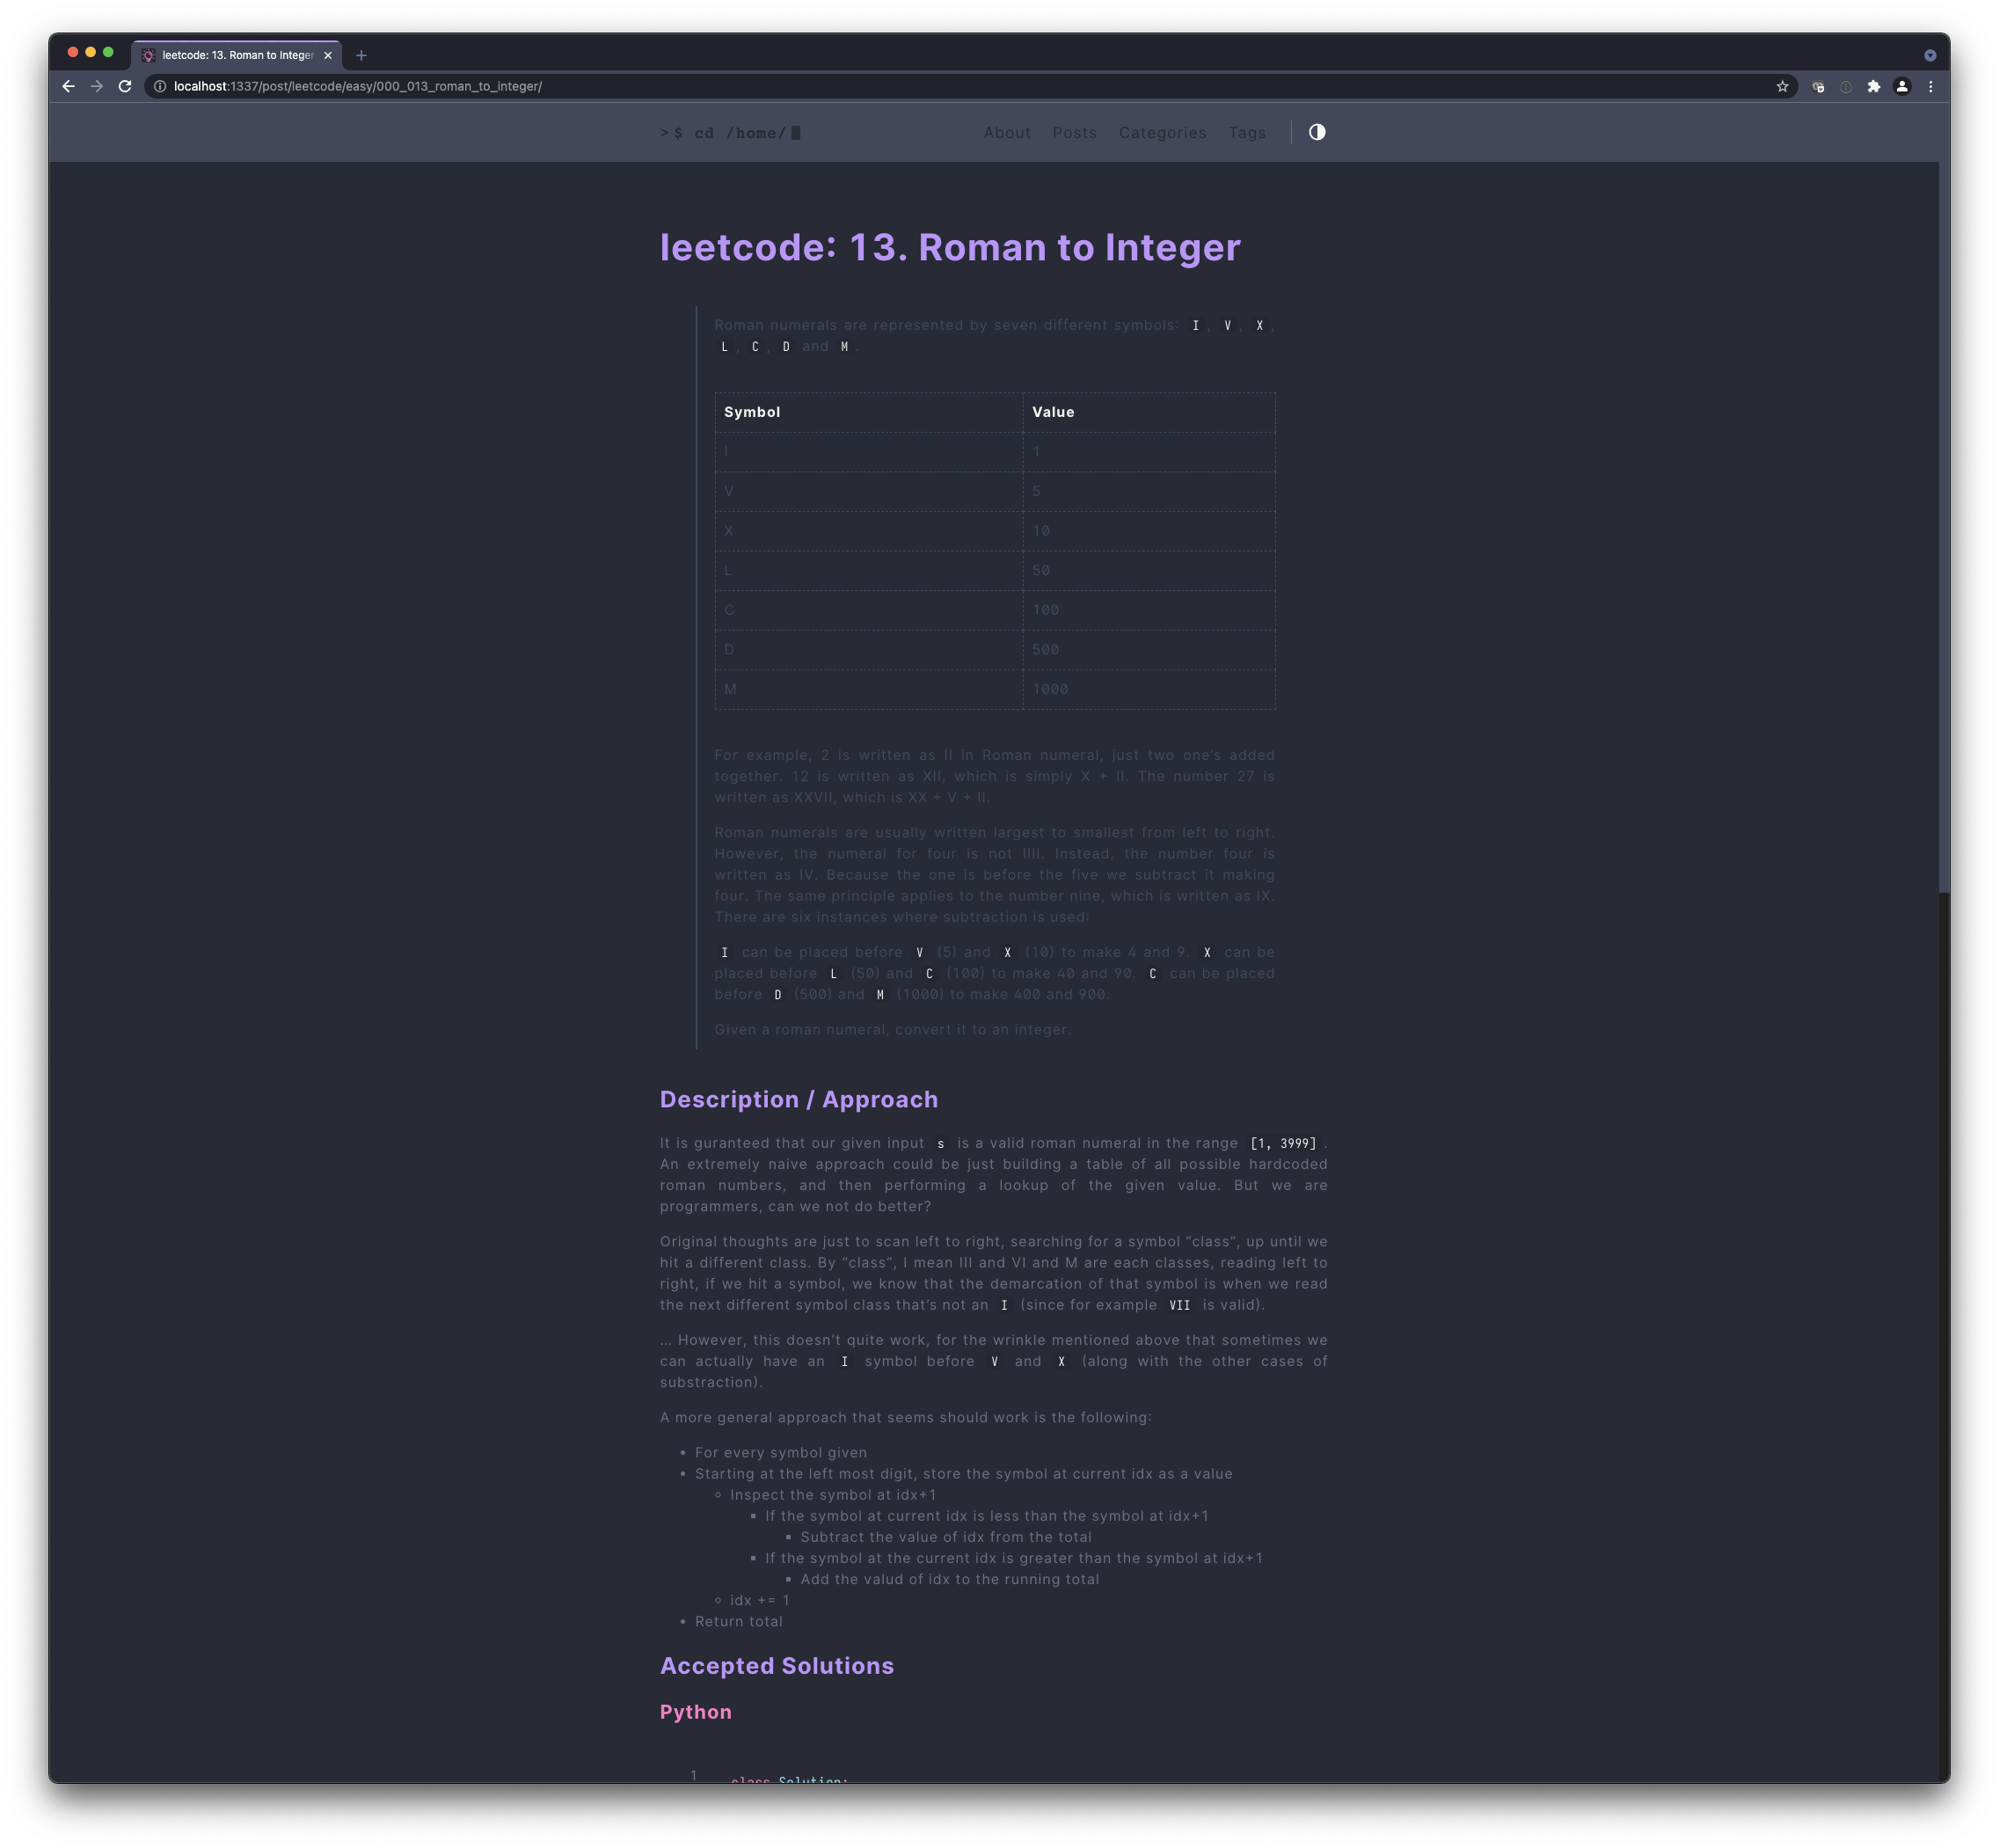 leetcode: 13. Roman to Integer
localhost:1337/post/leetcode/easy/000_013_roman_to_integer/
>$ cd /home/
About Posts Categories Tags
leetcode: 13. Roman to Integer
Roman numerals are represented by seven different symbols: I, V, X,
L, C, D and M.
Symbol Value
I 1
V 5
X 10
L 50
C 100
D 500
M 1000
For example, 2 is written as II in Roman numeral, just two one's added
together. 12 is written as XII, which is simply X + II. The number 27 is
written as XXVII, which is XX + V + II.
Roman numerals are usually written largest to smallest from left to right.
However, the numeral for four is not IIII. Instead, the number four is
written as IV. Because the one is before the five we subtract it making
four. The same principle applies to the number nine, which is written as IX.
There are six instances where subtraction is used:
I can be placed before V (5) and X (10) to make 4 and 9. X can be
placed before L (50) and C (100) to make 40 and 90. C can be placed
before D (500) and M (1000) to make 400 and 900.
Given a roman numeral, convert it to an integer.
Description / Approach
It is guranteed that our given input s is a valid roman numeral in the range [1, 3999].
An extremely naive approach could be just building a table of all possible hardcoded
roman numbers, and then performing a lookup of the given value. But we are
programmers, can we not do better?
Original thoughts are just to scan left to right, searching for a symbol “class”, up until we
hit a different class. By “class”, I mean III and VI and M are each classes, reading left to
right, if we hit a symbol, we know that the demarcation of that symbol is when we read
the next different symbol class that’s not an I (since for example VII is valid).
… However, this doesn’t quite work, for the wrinkle mentioned above that sometimes we
can actually have an I symbol before V and X (along with the other cases of
substraction).
A more general approach that seems should work is the following:
• For every symbol given
• Starting at the left most digit, store the symbol at current idx as a value
◦ Inspect the symbol at idx+1
▪ If the symbol at current idx is less than the symbol at idx+1
▪ Subtract the value of idx from the total
▪ If the symbol at the current idx is greater than the symbol at idx+1
▪ Add the valud of idx to the running total
◦ idx += 1
• Return total
Accepted Solutions
Python
1 class Solution: